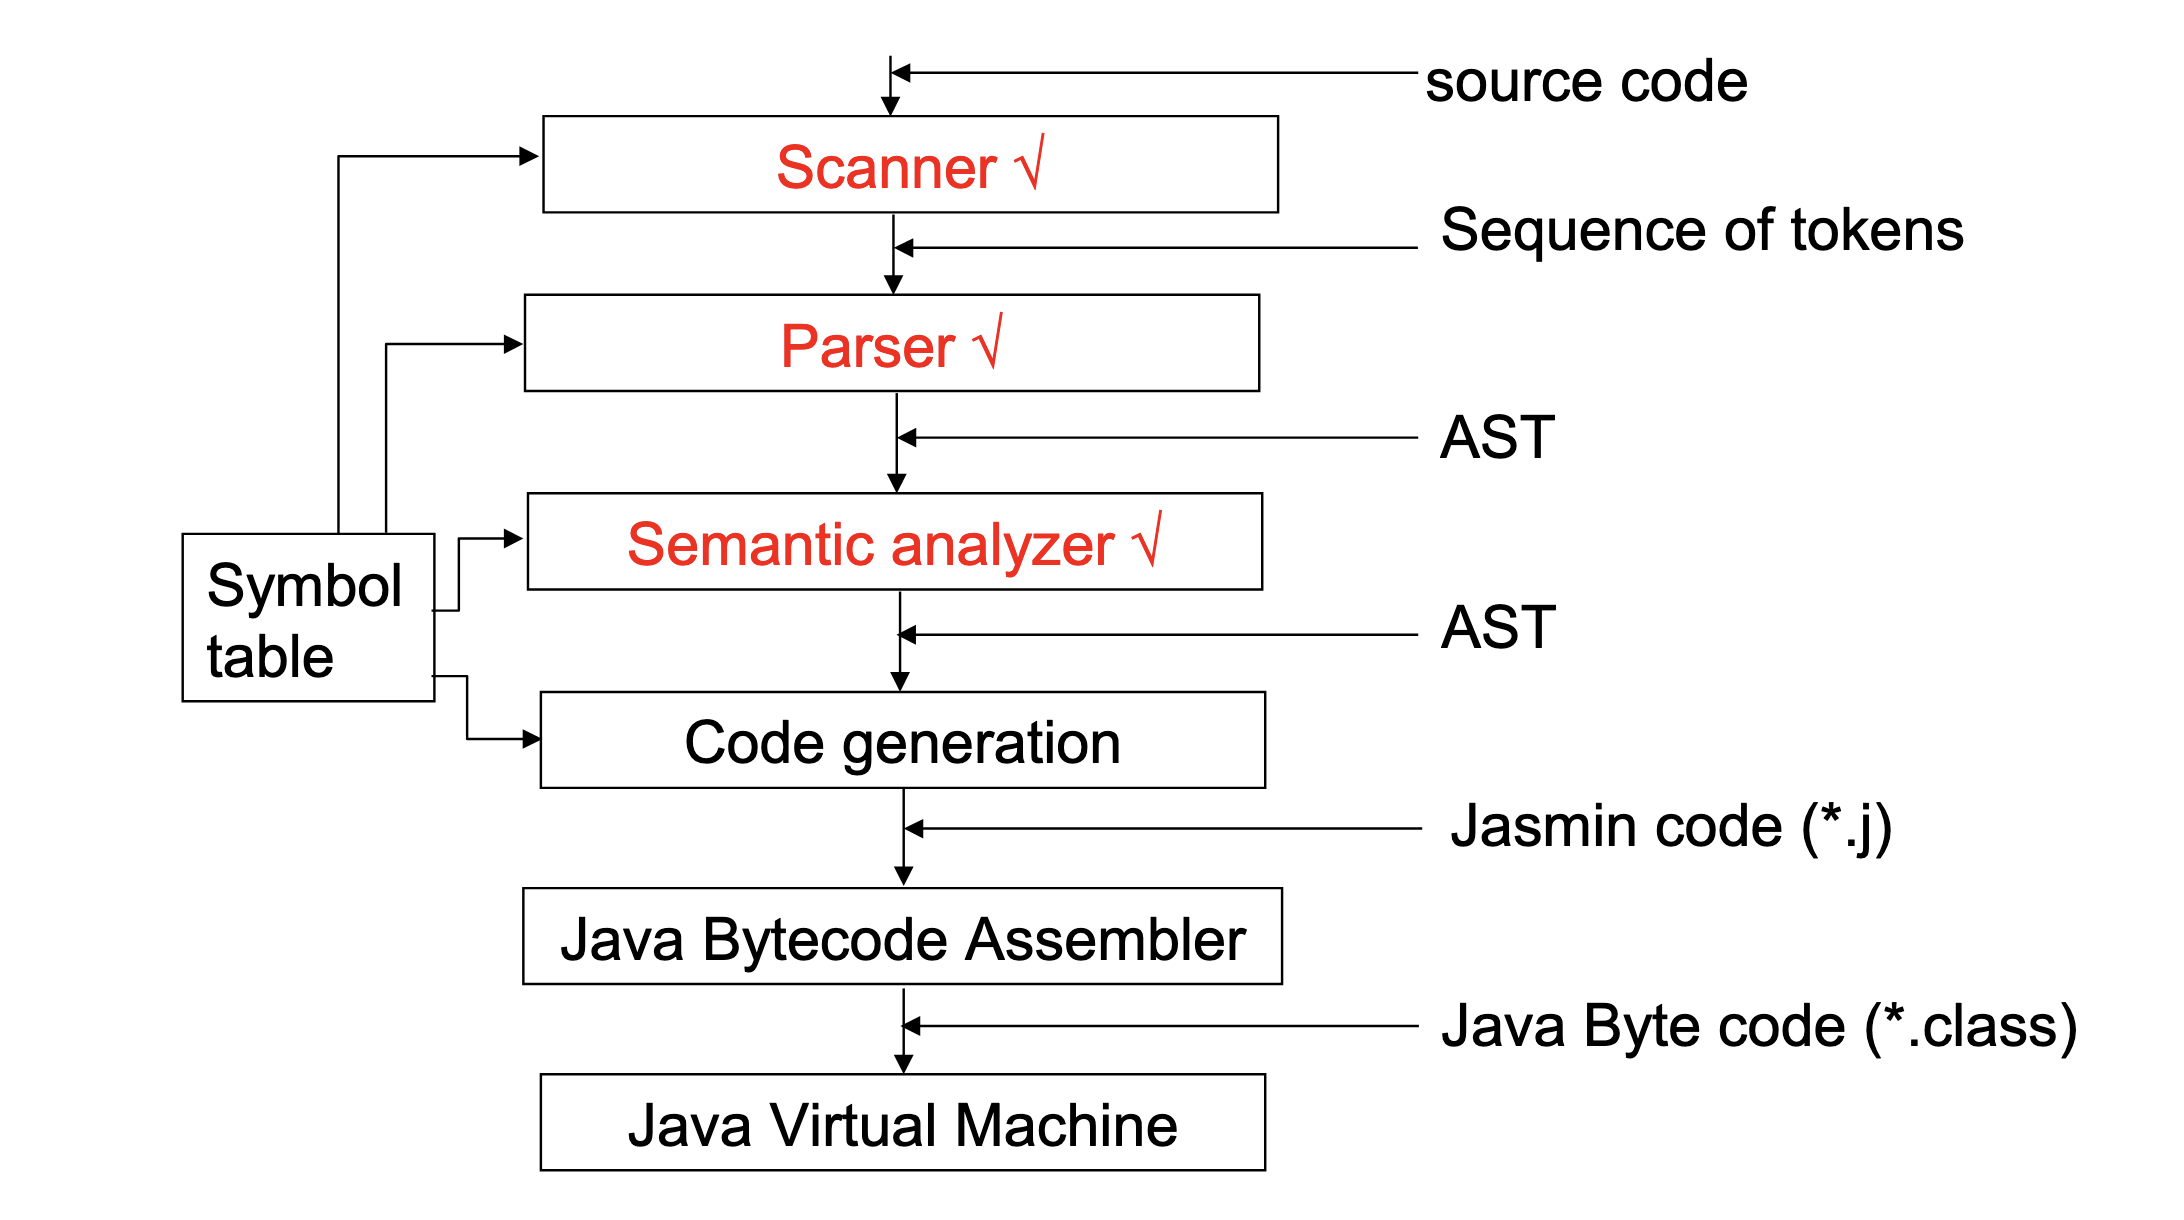 source code
Scanner √
Sequence of tokens
Parser √
AST
Semantic analyzer √
Symbol
table
AST
Code generation
Jasmin code (*.j)
Java Bytecode Assembler
Java Byte code (*.class)
Java Virtual Machine